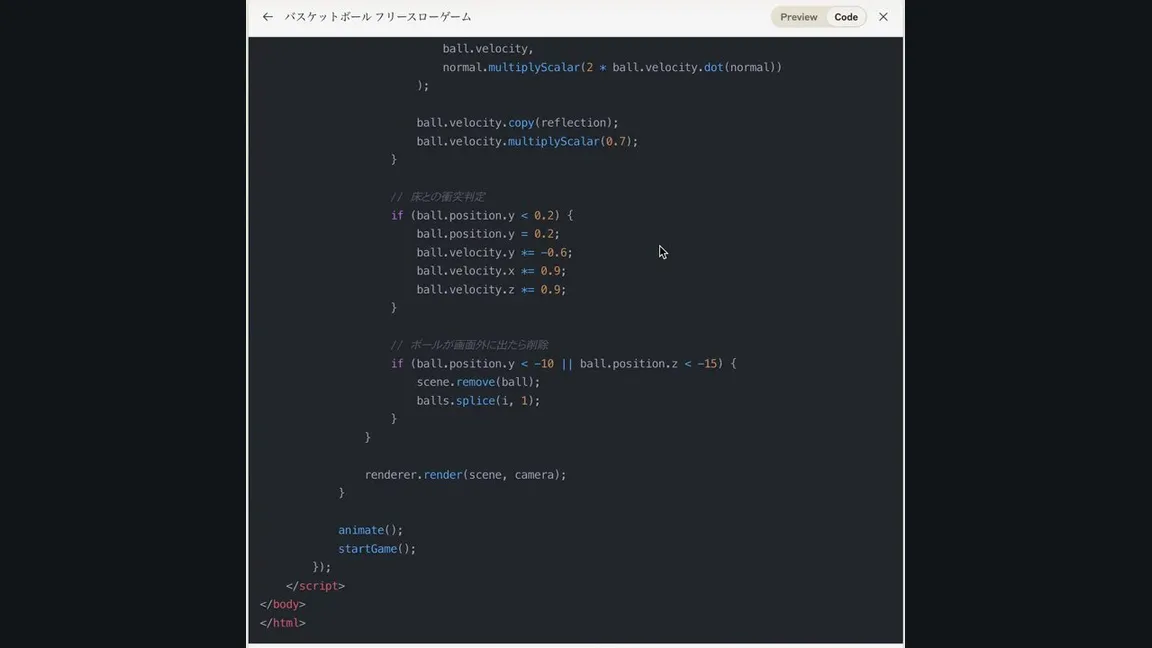 バスケットボール フリースローゲーム
Preview Code
ball.velocity,
normal.multiplyScalar(2 * ball.velocity.dot(normal))
);
ball.velocity.copy(reflection);
ball.velocity.multiplyScalar(0.7);
}
// 床との衝突判定
if (ball.position.y < 0.2) {
ball.position.y = 0.2;
ball.velocity.y *= -0.6;
ball.velocity.x *= 0.9;
ball.velocity.z *= 0.9;
}
// ボールが画面外に出たら削除
if (ball.position.y < -10 || ball.position.z < -15) {
scene.remove(ball);
balls.splice(i, 1);
}
}
renderer.render(scene, camera);
}
animate();
startGame();
});
</script>
</body>
</html>